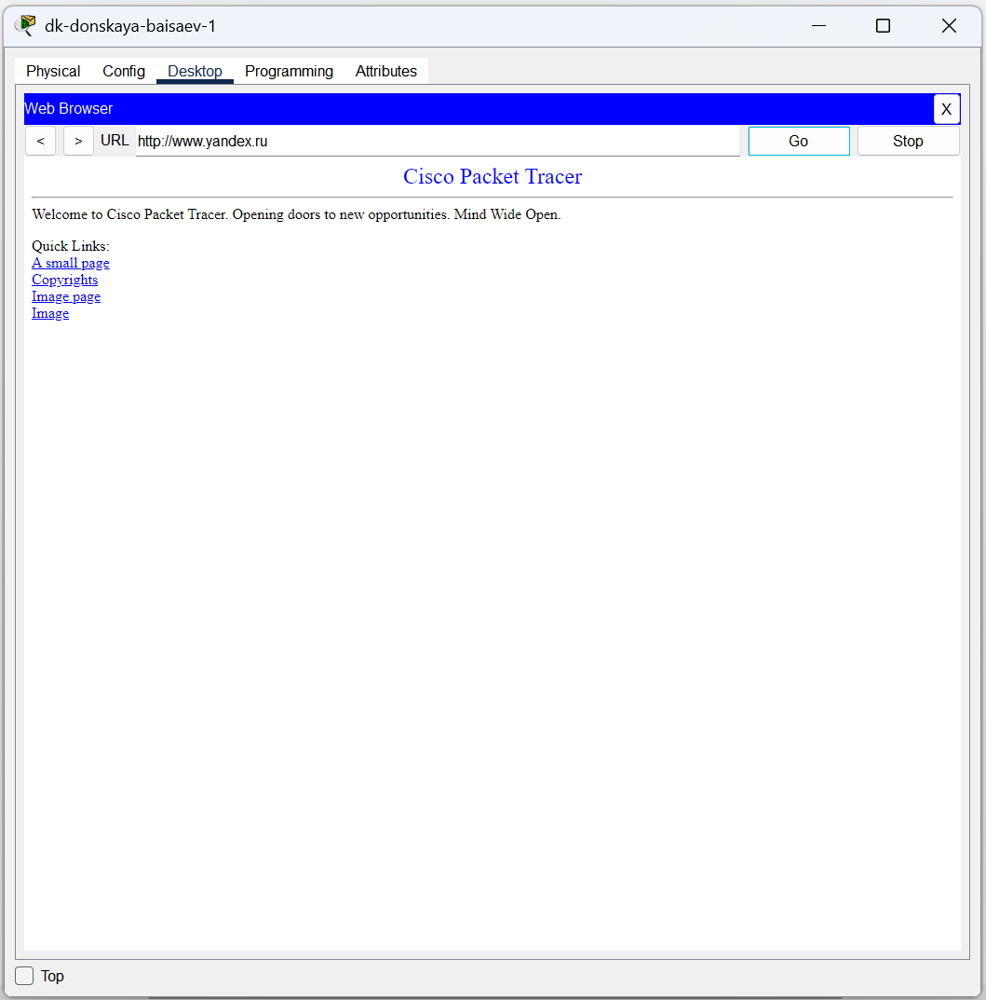 dk-donskaya-baisaev-1
Physical Config Desktop Programming Attributes
Web Browser X
< > URL http://www.yandex.ru Go Stop
Cisco Packet Tracer
Welcome to Cisco Packet Tracer. Opening doors to new opportunities. Mind Wide Open.
Quick Links:
A small page
Copyrights
Image page
Image
Top